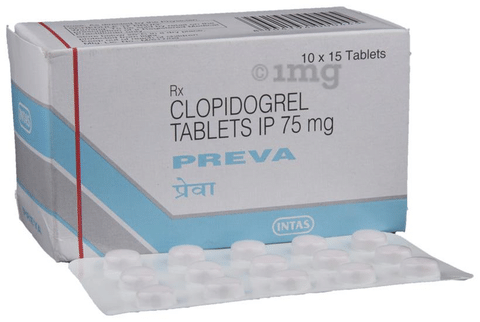 10 x 15 Tablets
©1mg
Rx
CLOPIDOGREL
TABLETS IP 75 mg
PREVA
प्रेवा
INTAS